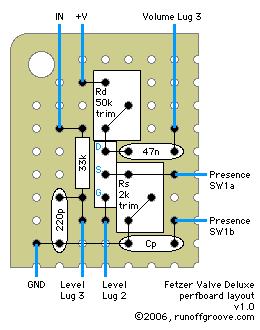 IN
+V
Volume Lug 3
Rd
50k
trim
D
47n
33k
S
G
Rs
2k
trim
Presence
SW1a
220p
Presence
SW1b
Cp
GND
Level
Lug 3
Level
Lug 2
Fetzer Valve Deluxe
perfboard layout
v1.0
©2006, runoffgroove.com